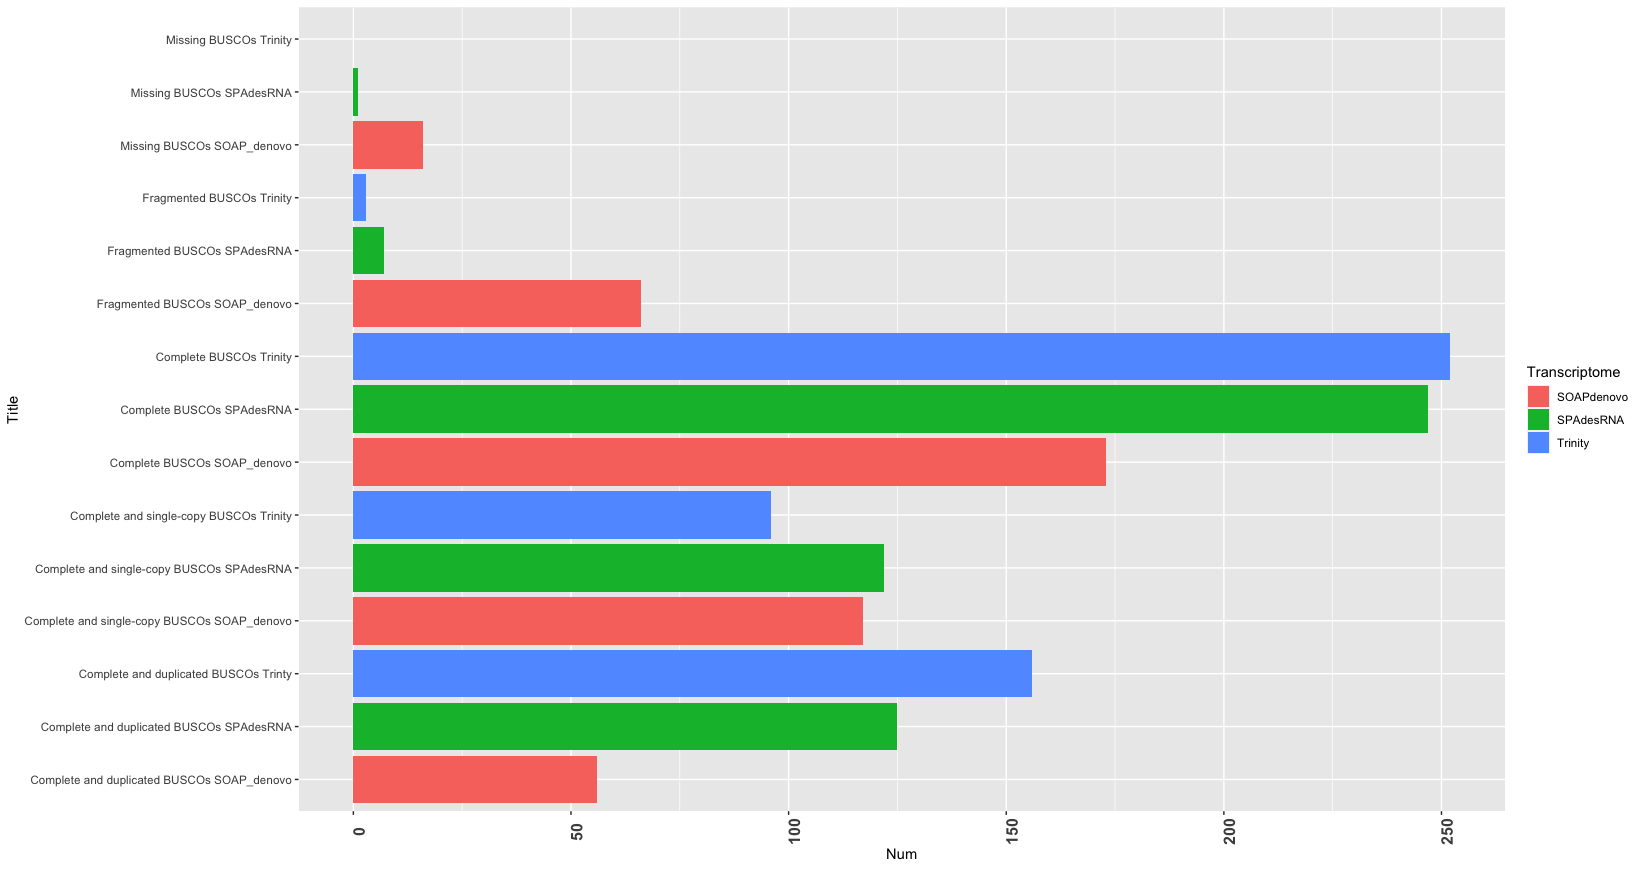 Missing BUSCOs Trinity
Missing BUSCOs SPAdesRNA
Missing BUSCOs SOAP_denovo
Fragmented BUSCOs Trinity
Fragmented BUSCOs SPAdesRNA
Fragmented BUSCOs SOAP_denovo
Complete BUSCOs Trinity
Complete BUSCOs SPAdesRNA
Complete BUSCOs SOAP_denovo
Complete and single-copy BUSCOs Trinity
Complete and single-copy BUSCOs SPAdesRNA
Complete and single-copy BUSCOs SOAP_denovo
Complete and duplicated BUSCOs Trinty
Complete and duplicated BUSCOs SPAdesRNA
Complete and duplicated BUSCOs SOAP_denovo
Title
0 50 100 150 200 250
Num
Transcriptome
SOAPdenovo
SPAdesRNA
Trinity